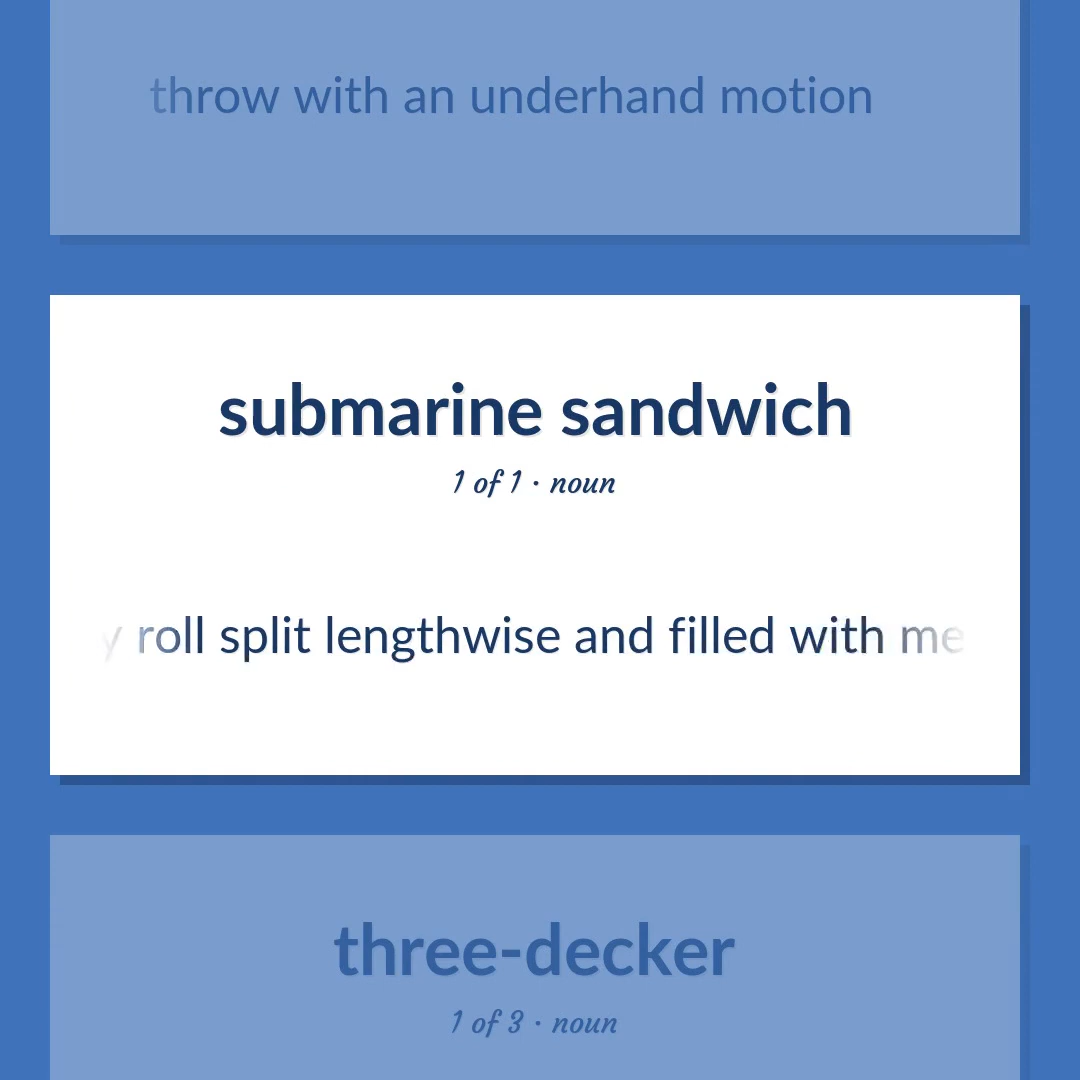 throw with an underhand motion
submarine sandwich
1 of 1 · noun
y roll split lengthwise and filled with me
three-decker
1 of 3 · noun